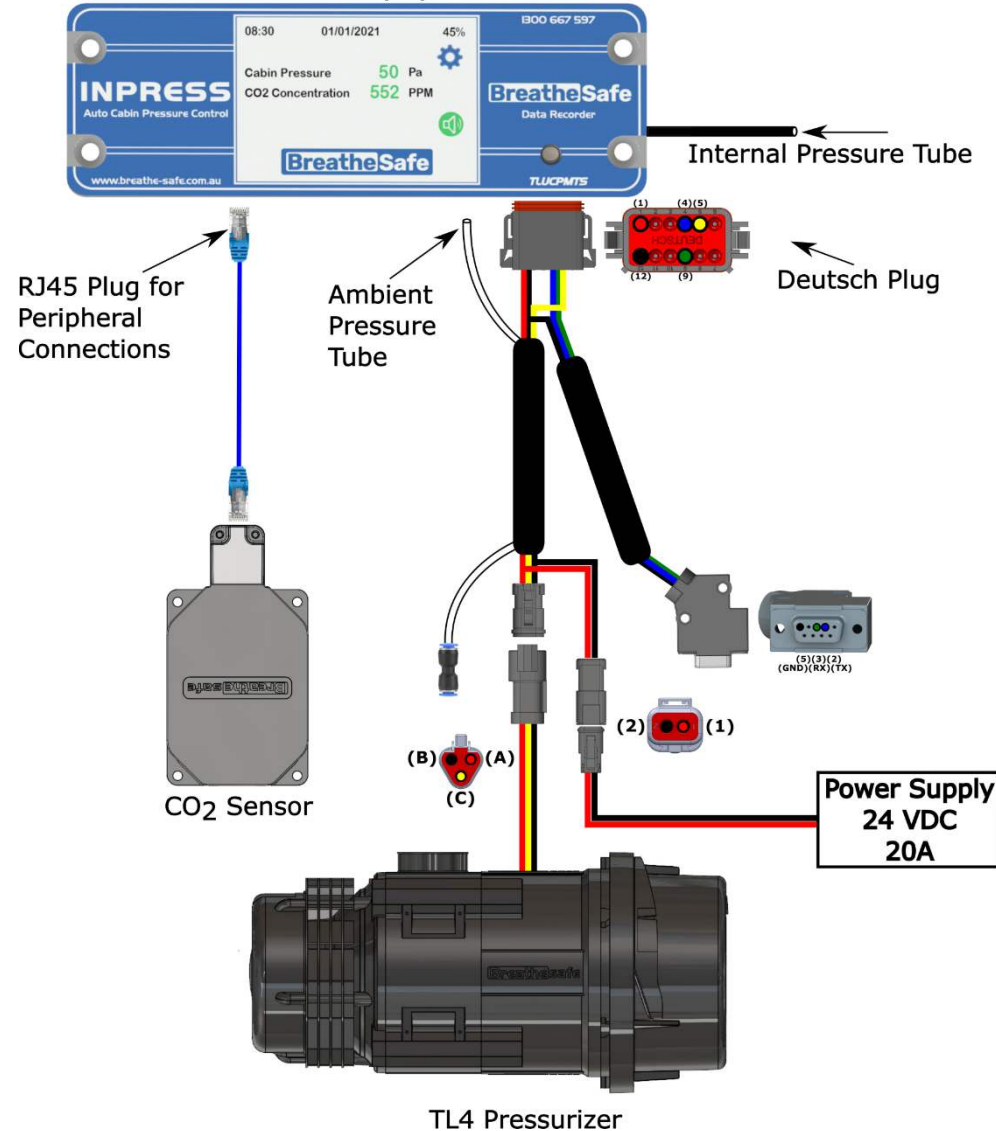 1300 667 597
08:30 01/01/2021 45%
Cabin Pressure 50 Pa
CO2 Concentration 552 PPM
INPRESS
Auto Cabin Pressure Control
BreatheSafe
Data Recorder
BreatheSafe
www.breathe-safe.com.au
TLUCPMTS
Internal Pressure Tube
(1) (4) (5)
DEUTSCH
(12) (9)
Deutsch Plug
RJ45 Plug for
Peripheral
Connections
Ambient
Pressure
Tube
(5)(3)(2)
(GND)(RX)(TX)
Breathesafe
CO2 Sensor
(B) (A)
(C)
(2) (1)
Power Supply
24 VDC
20A
Breathesafe
TL4 Pressurizer